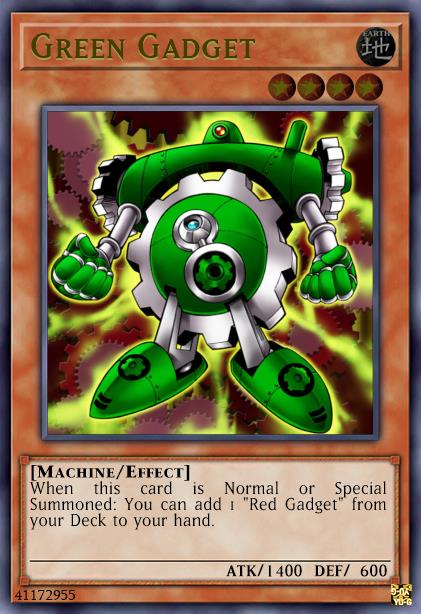 Green Gadget
EARTH
地
[Machine/Effect]
When this card is Normal or Special
Summoned: You can add 1 "Red Gadget" from
your Deck to your hand.
ATK/1400 DEF/ 600
41172955